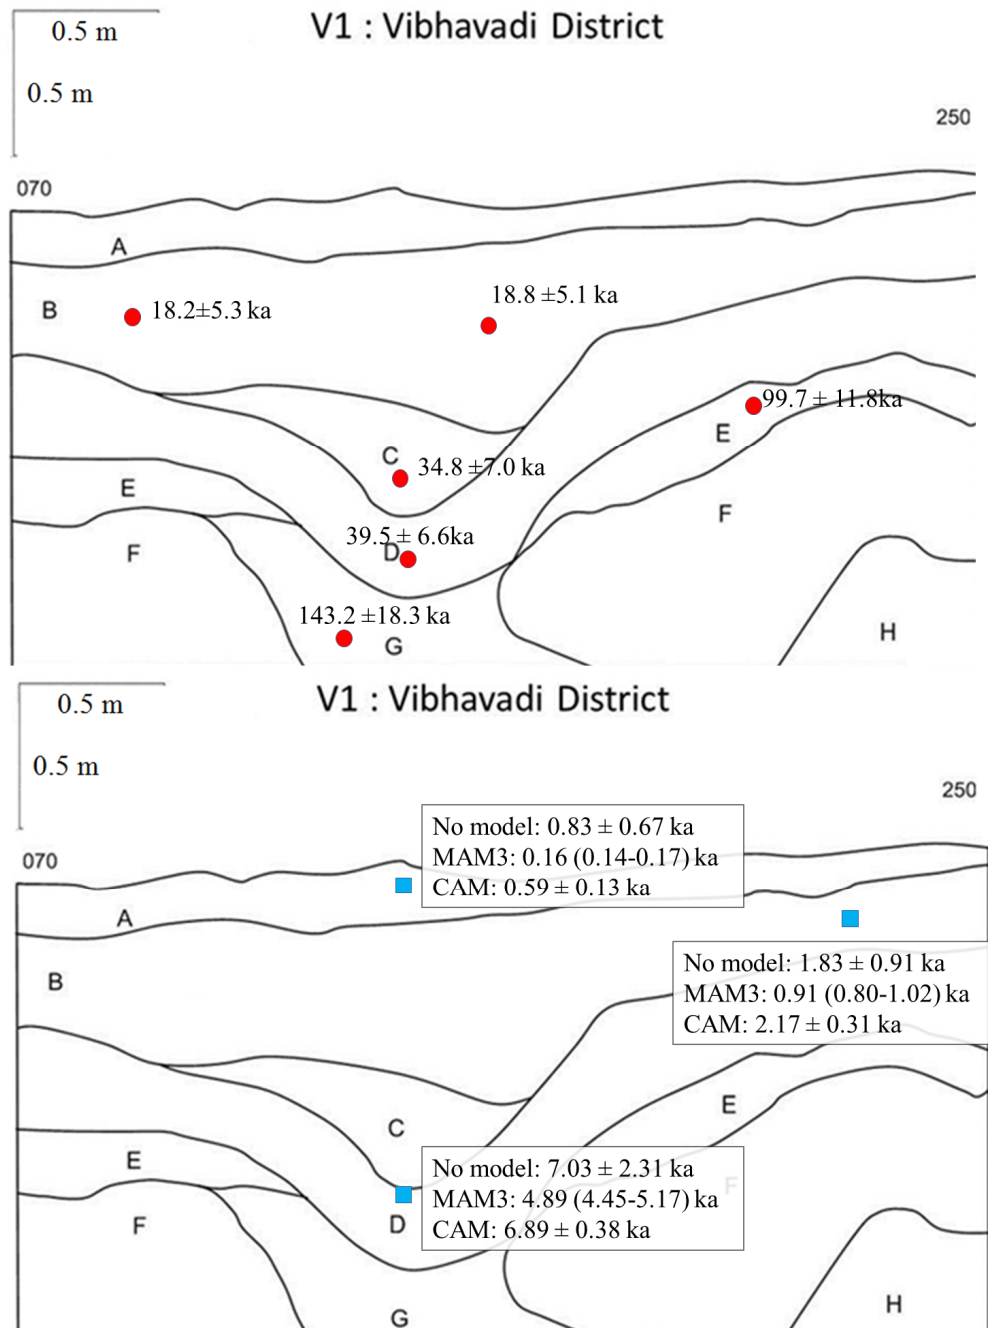 0.5 m
V1 : Vibhavadi District
0.5 m
250
070
A
B
18.2±5.3 ka
18.8 ±5.1 ka
99.7 ± 11.8ka
E
C
34.8 ±7.0 ka
E
F
39.5 ± 6.6ka
D
F
143.2 ±18.3 ka
G
H
0.5 m
V1 : Vibhavadi District
0.5 m
250
070
No model: 0.83 ± 0.67 ka
MAM3: 0.16 (0.14-0.17) ka
CAM: 0.59 ± 0.13 ka
A
B
No model: 1.83 ± 0.91 ka
MAM3: 0.91 (0.80-1.02) ka
CAM: 2.17 ± 0.31 ka
E
C
E
No model: 7.03 ± 2.31 ka
MAM3: 4.89 (4.45-5.17) ka
CAM: 6.89 ± 0.38 ka
F
D
F
G
H